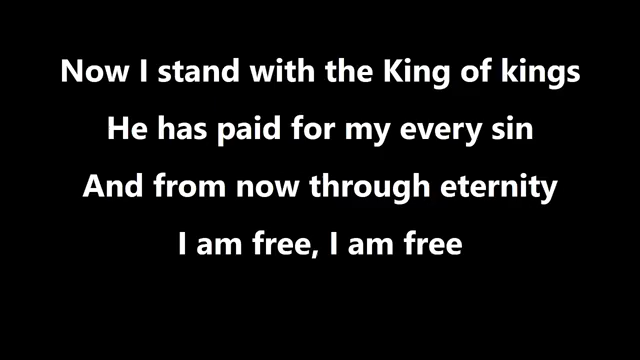 Now I stand with the King of kings
He has paid for my every sin
And from now through eternity
I am free, I am free